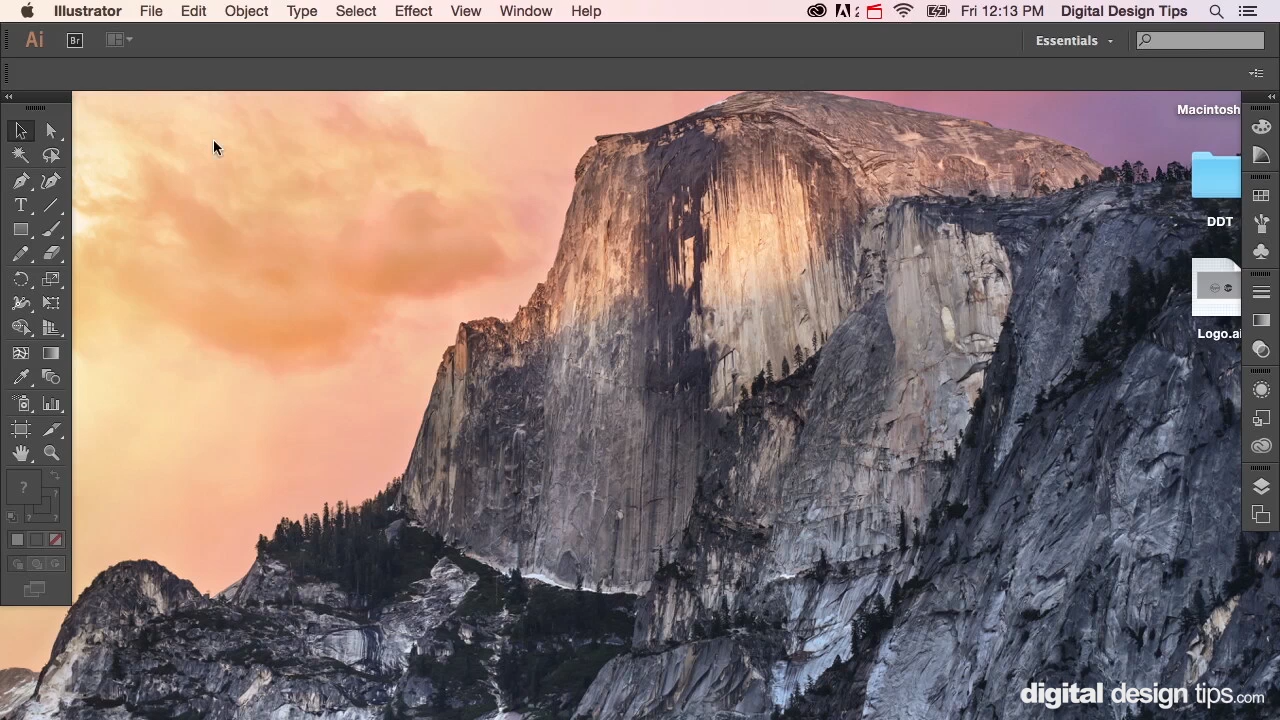 Illustrator File Edit Object Type Select Effect View Window Help Fri 12:13 PM Digital Design Tips
Ai Br Essentials
Macintosh
DDT
Logo.ai
T
?
digital design tips.com